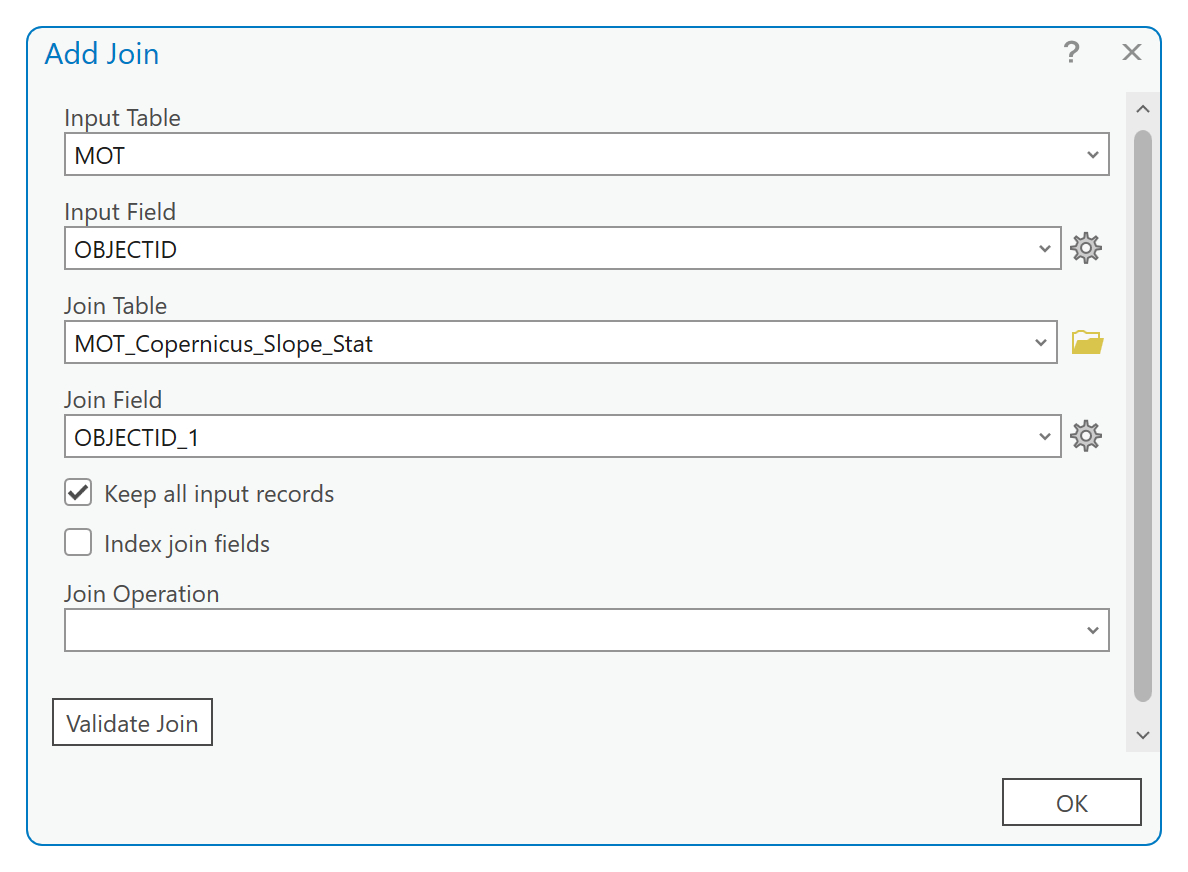 Add Join
?
Input Table
MOT
Input Field
OBJECTID
Join Table
MOT_Copernicus_Slope_Stat
Join Field
OBJECTID_1
Keep all input records
Index join fields
Join Operation
Validate Join
OK